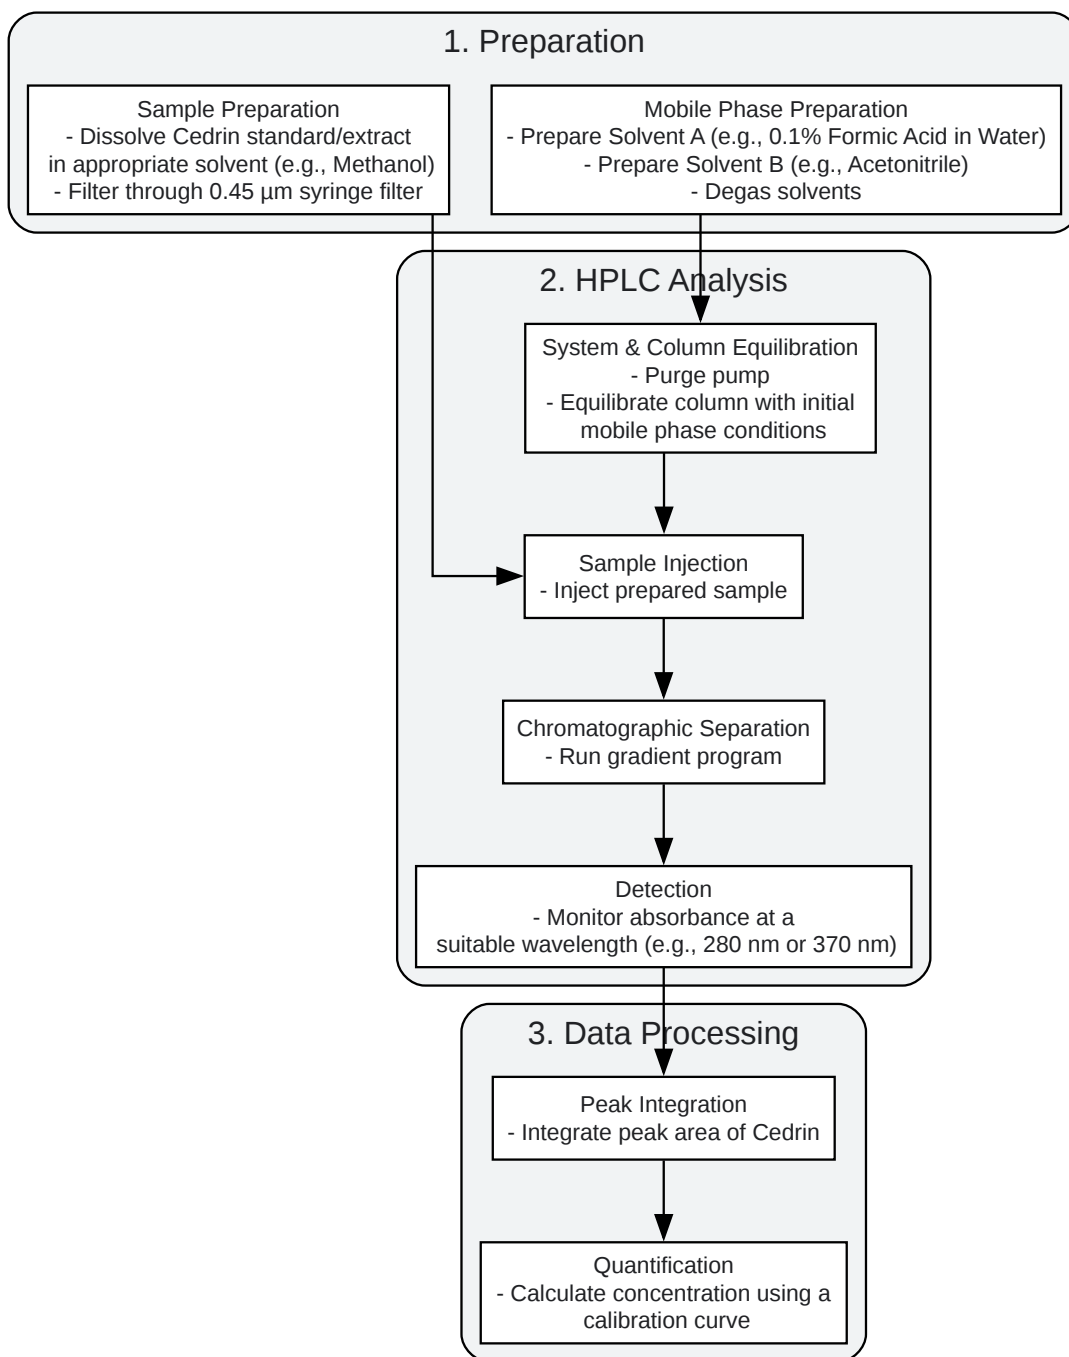 1. Preparation
Sample Preparation
- Dissolve Cedrin standard/extract
in appropriate solvent (e.g., Methanol)
- Filter through 0.45 µm syringe filter
Mobile Phase Preparation
- Prepare Solvent A (e.g., 0.1% Formic Acid in Water)
- Prepare Solvent B (e.g., Acetonitrile)
- Degas solvents
2. HPLC Analysis
System & Column Equilibration
- Purge pump
- Equilibrate column with initial
mobile phase conditions
Sample Injection
- Inject prepared sample
Chromatographic Separation
- Run gradient program
Detection
- Monitor absorbance at a
suitable wavelength (e.g., 280 nm or 370 nm)
3. Data Processing
Peak Integration
- Integrate peak area of Cedrin
Quantification
- Calculate concentration using a
calibration curve